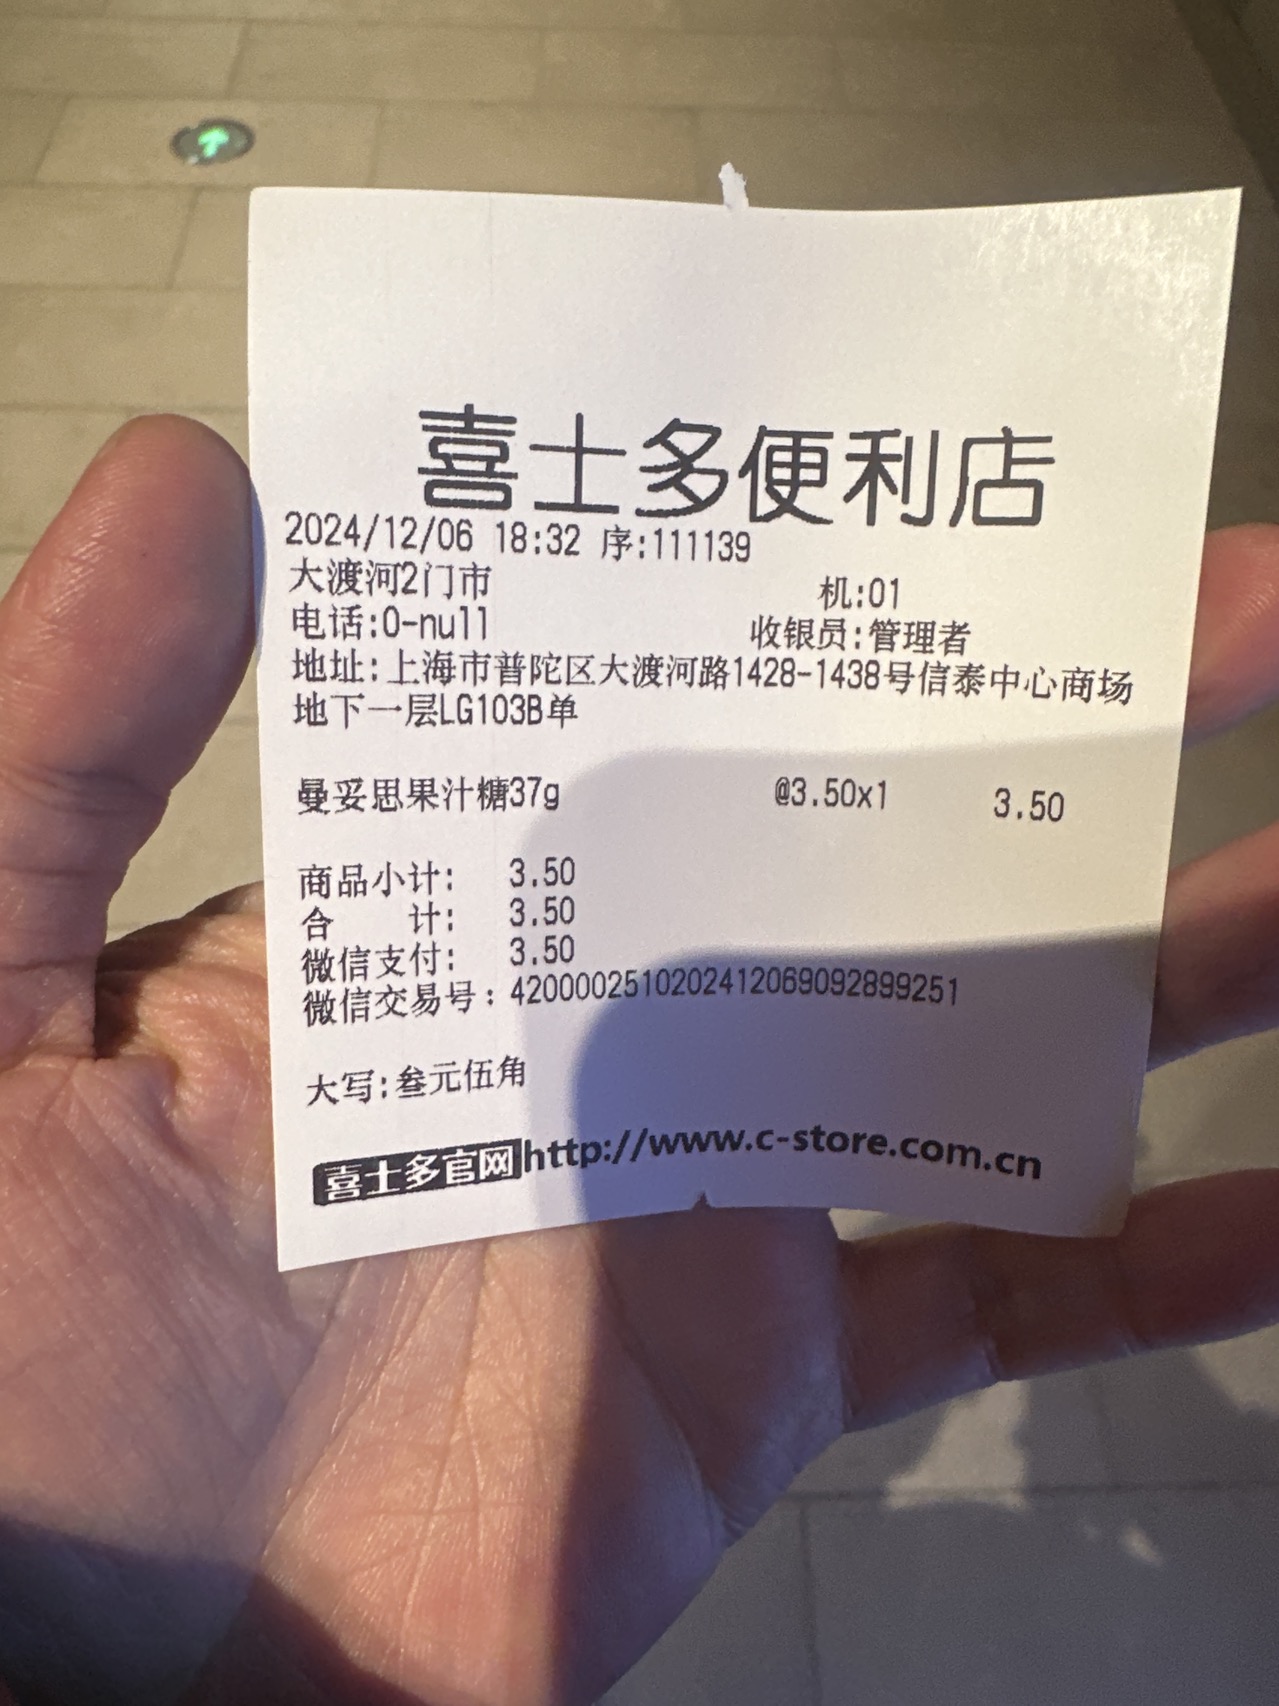 喜士多便利店
2024/12/06 18:32 序:111139
大渡河2门市 机:01
电话:0-null 收银员:管理者
地址:上海市普陀区大渡河路1428-1438号信泰中心商场
地下一层LG103B单
曼妥思果汁糖37g @3.50x1 3.50
商品小计: 3.50
合 计: 3.50
微信支付: 3.50
微信交易号: 4200002510202412069092899251
大写:叁元伍角
喜士多官网http://www.c-store.com.cn